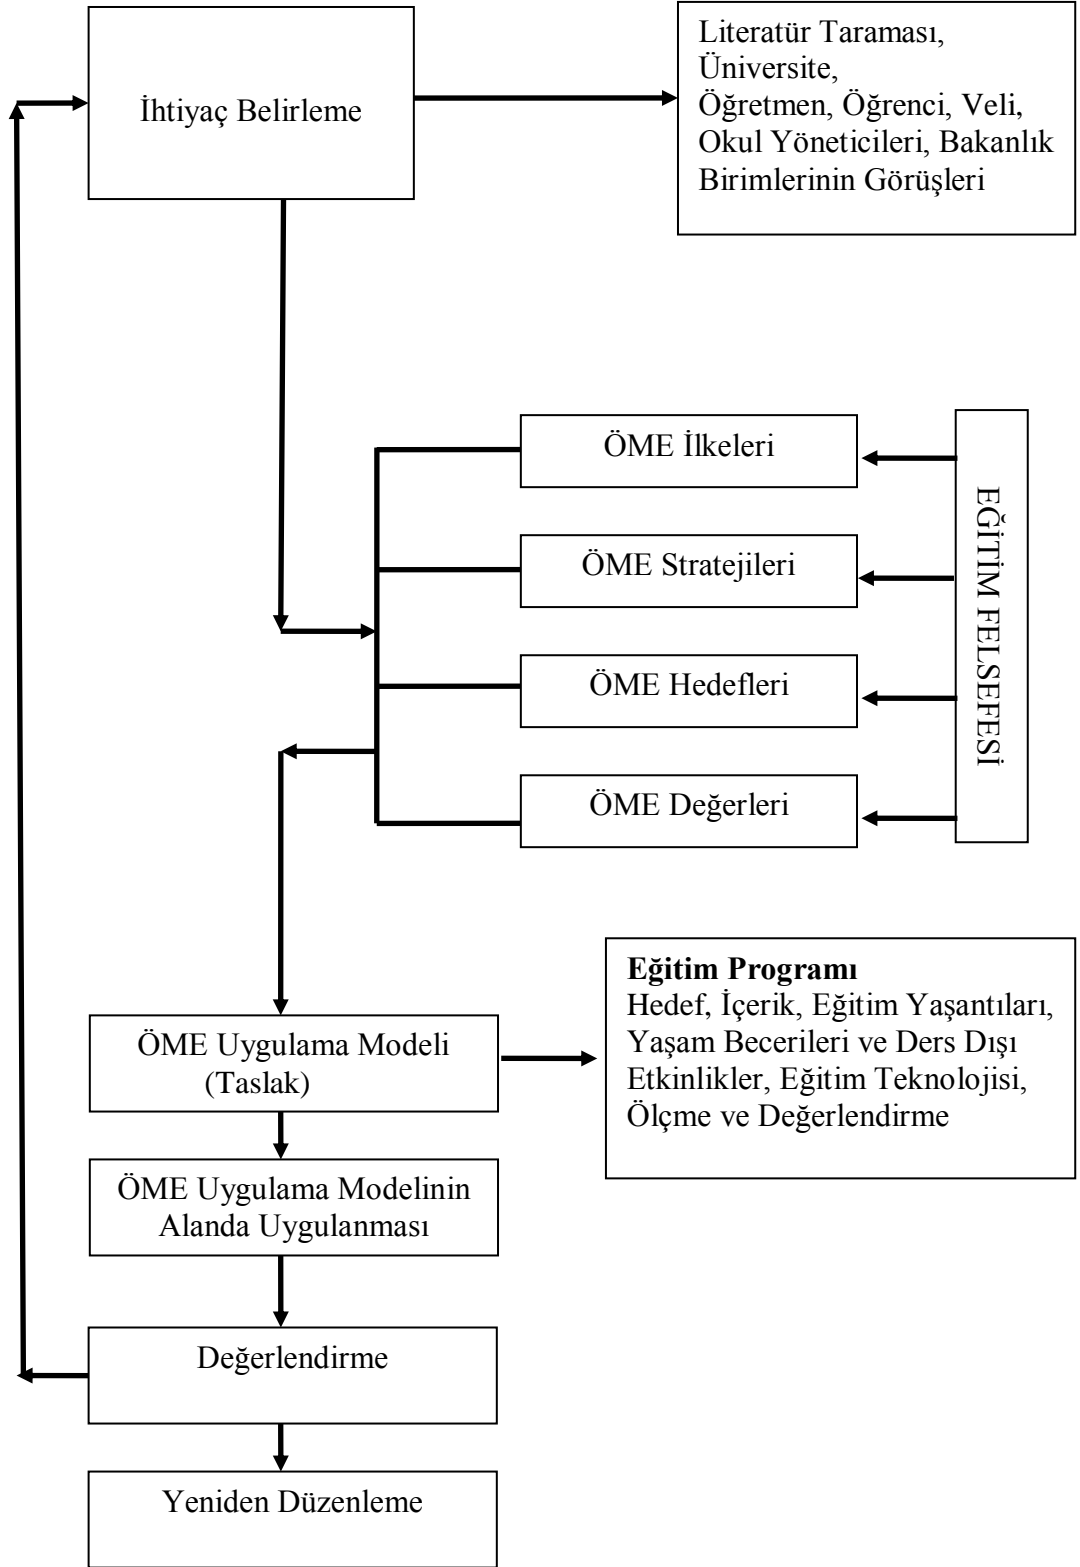 İhtiyaç Belirleme
Literatür Taraması,
Üniversite,
Öğretmen, Öğrenci, Veli,
Okul Yöneticileri, Bakanlık
Birimlerinin Görüşleri
ÖME İlkeleri
ÖME Stratejileri
ÖME Hedefleri
ÖME Değerleri
EĞİTİM FELSEFESİ
Eğitim Programı
Hedef, İçerik, Eğitim Yaşantıları,
Yaşam Becerileri ve Ders Dışı
Etkinlikler, Eğitim Teknolojisi,
Ölçme ve Değerlendirme
ÖME Uygulama Modeli
(Taslak)
ÖME Uygulama Modelinin
Alanda Uygulanması
Değerlendirme
Yeniden Düzenleme